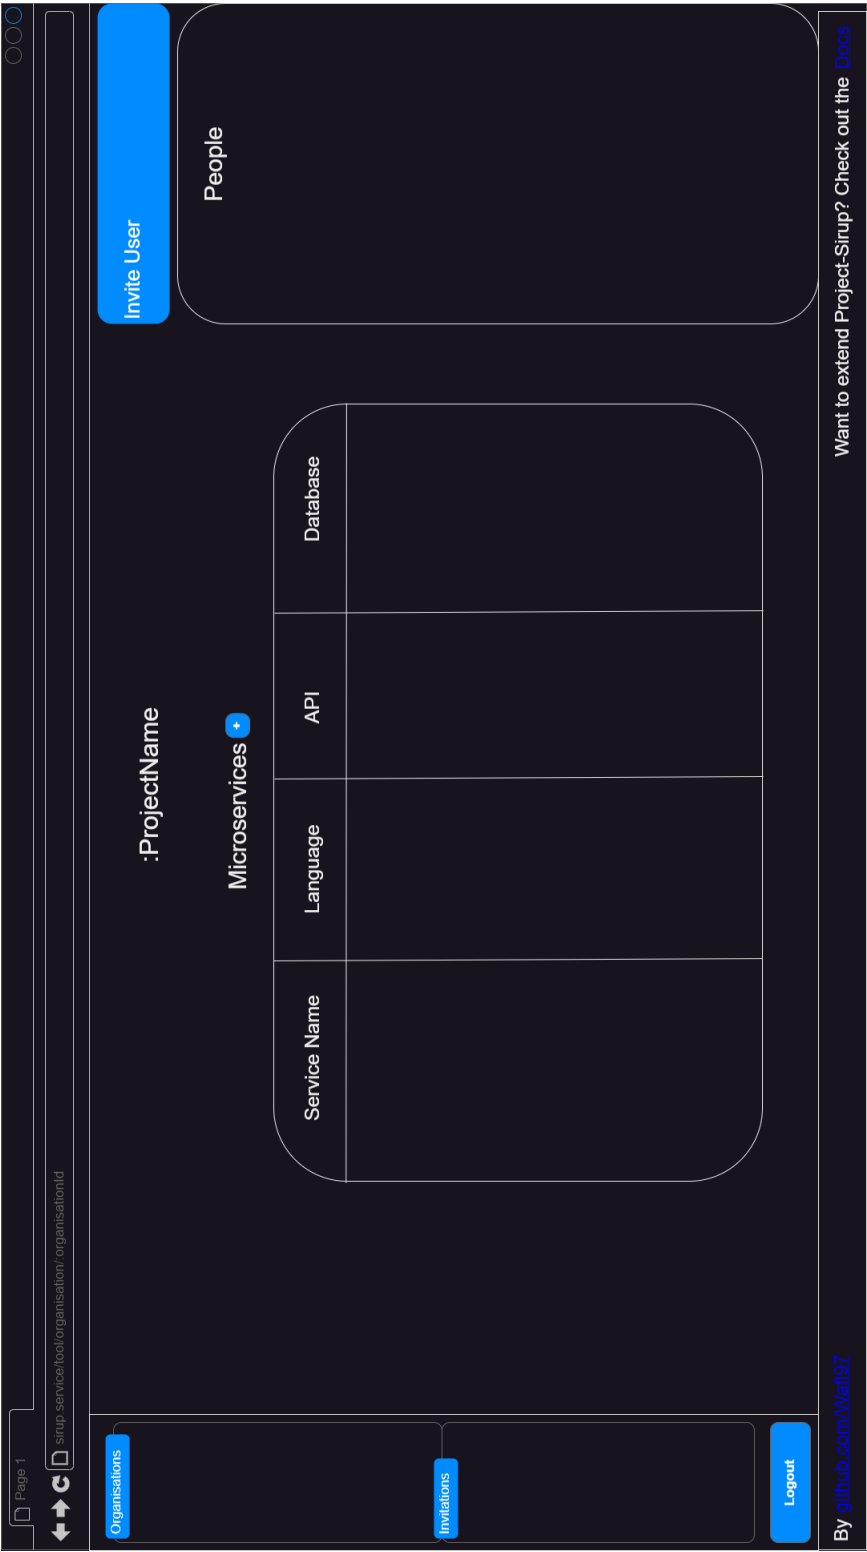 Page 1
sirup.service/tool/organisation/:organisationId
Organisations
Invitations
Logout
:ProjectName
Microservices +
Service Name
Language
API
Database
Invite User
People
By github.com/Wafl97
Want to extend Project-Sirup? Check out the Docs